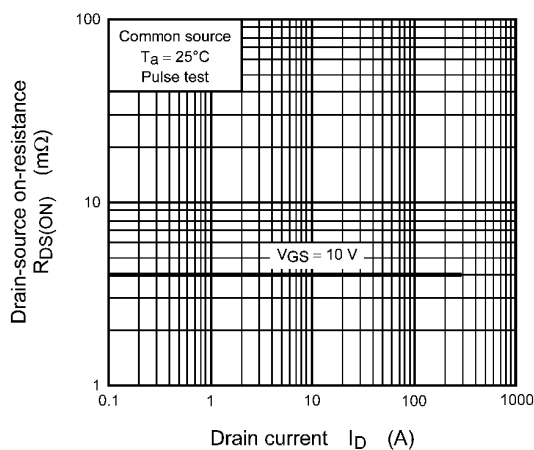 100
Common source
Ta = 25°C
Pulse test
Drain-source on-resistance
RDS(ON) (mΩ)
10
VGS = 10 V
1
0.1
1
10
100
1000
Drain current ID (A)